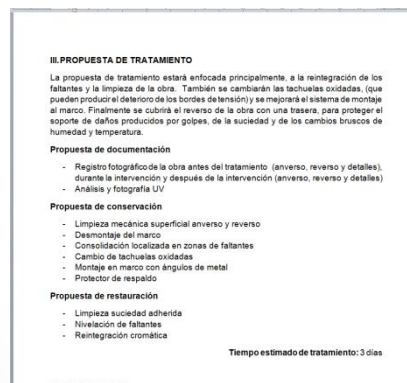 III. PROPUESTA DE TRATAMIENTO
La propuesta de tratamiento estará enfocada principalmente, a la reintegración de los
faltantes y la limpieza de la obra. También se cambiarán las tachuelas oxidadas, (que
pueden producir el deterioro de los bordes de tensión) y se mejorará el sistema de montaje
al marco. Finalmente se cubrirá el reverso de la obra con una trasera, para proteger el
soporte de daños producidos por golpes, de la suciedad y de los cambios bruscos de
humedad y temperatura.
Propuesta de documentación
- Registro fotográfico de la obra antes del tratamiento (anverso, reverso y detalles),
durante la intervención y después de la intervención (anverso, reverso y detalles)
- Análisis y fotografía UV
Propuesta de conservación
- Limpieza mecánica superficial anverso y reverso
- Desmontaje del marco
- Consolidación localizada en zonas de faltantes
- Cambio de tachuelas oxidadas
- Montaje en marco con ángulos de metal
- Protector de respaldo
Propuesta de restauración
- Limpieza suciedad adherida
- Nivelación de faltantes
- Reintegración cromática
Tiempo estimado de tratamiento: 3 días